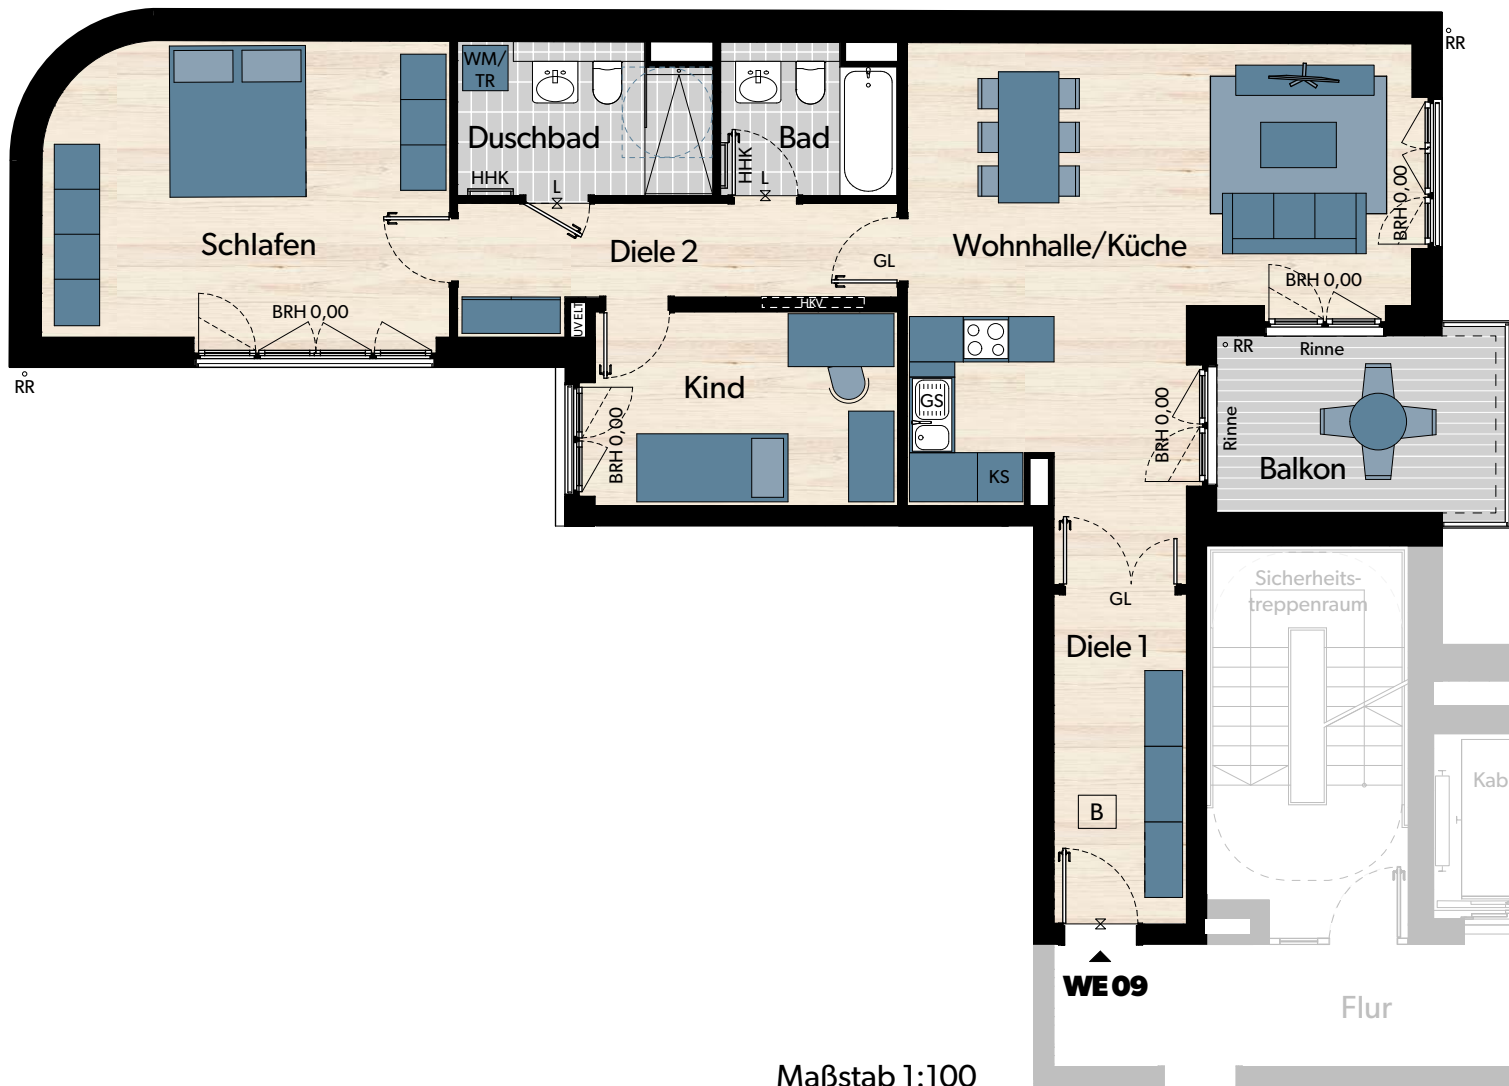 RR
WM/
TR
Duschbad
Bad
HHK
HHK
L
L
Schlafen
Diele 2
GL
Wohnhalle/Küche
BRH 0,00
BRH 0,00
BRH 0,00
HKV
UV ELT
RR
Rinne
RR
Kind
BRH 0,00
GS
KS
BRH 0,00
Rinne
Balkon
GL
Sicherheits-
treppenraum
Diele 1
Kab
B
WE 09
Flur
Maßstab 1:100